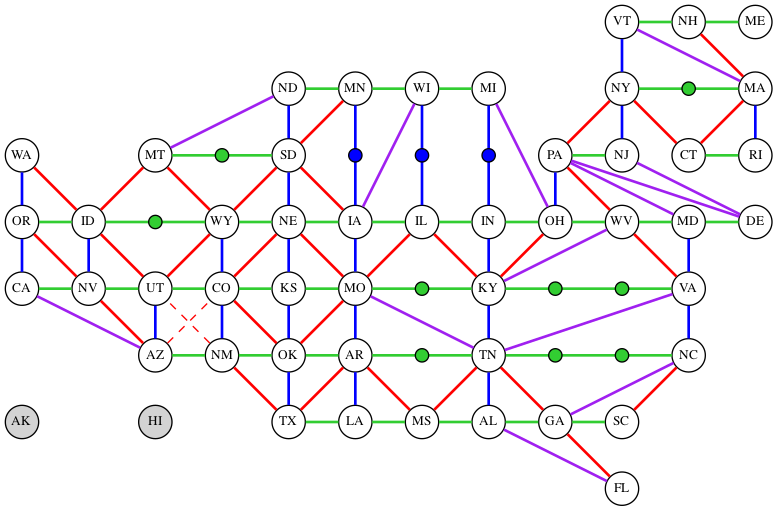 VT NH ME
ND MN WI MI NY MA
WA MT SD PA NJ CT RI
OR ID WY NE IA IL IN OH WV MD DE
CA NV UT CO KS MO KY VA
AZ NM OK AR TN NC
AK HI TX LA MS AL GA SC
FL